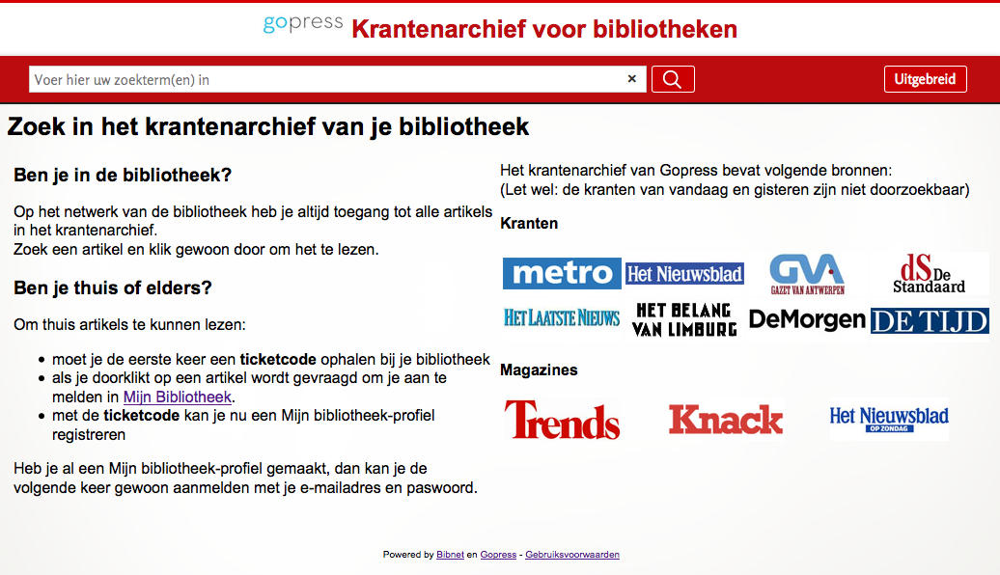 gopress Krantenarchief voor bibliotheken
Voer hier uw zoekterm(en) in ×
Uitgebreid
Zoek in het krantenarchief van je bibliotheek
Ben je in de bibliotheek?
Op het netwerk van de bibliotheek heb je altijd toegang tot alle artikels
in het krantenarchief.
Zoek een artikel en klik gewoon door om het te lezen.
Ben je thuis of elders?
Om thuis artikels te kunnen lezen:
• moet je de eerste keer een ticketcode ophalen bij je bibliotheek
• als je doorklikt op een artikel wordt gevraagd om je aan te
melden in Mijn Bibliotheek.
• met de ticketcode kan je nu een Mijn bibliotheek-profiel
registreren
Heb je al een Mijn bibliotheek-profiel gemaakt, dan kan je de
volgende keer gewoon aanmelden met je e-mailadres en paswoord.
Het krantenarchief van Gopress bevat volgende bronnen:
(Let wel: de kranten van vandaag en gisteren zijn niet doorzoekbaar)
Kranten
metro
Het Nieuwsblad
GVA
GAZET VAN ANTWERPEN
dS De
Standaard
HET LAATSTE NIEUWS
HET BELANG
VAN LIMBURG
DeMorgen
DE TIJD
Magazines
Trends
Knack
Het Nieuwsblad
OP ZONDAG
Powered by Bibnet en Gopress - Gebruiksvoorwaarden